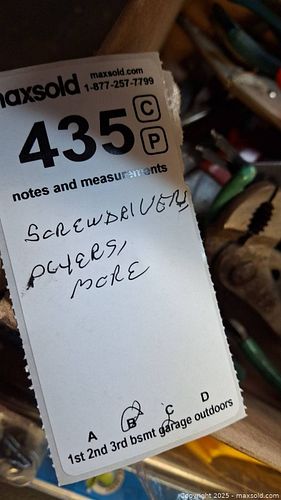 maxsold maxsold.com
1-877-257-7799
435 C
P
notes and measurements
SCREWDRIVERS
PLYERS,
MORE
A B C D
1st 2nd 3rd bsmt garage outdoors
Copyright 2025 - maxsold.com